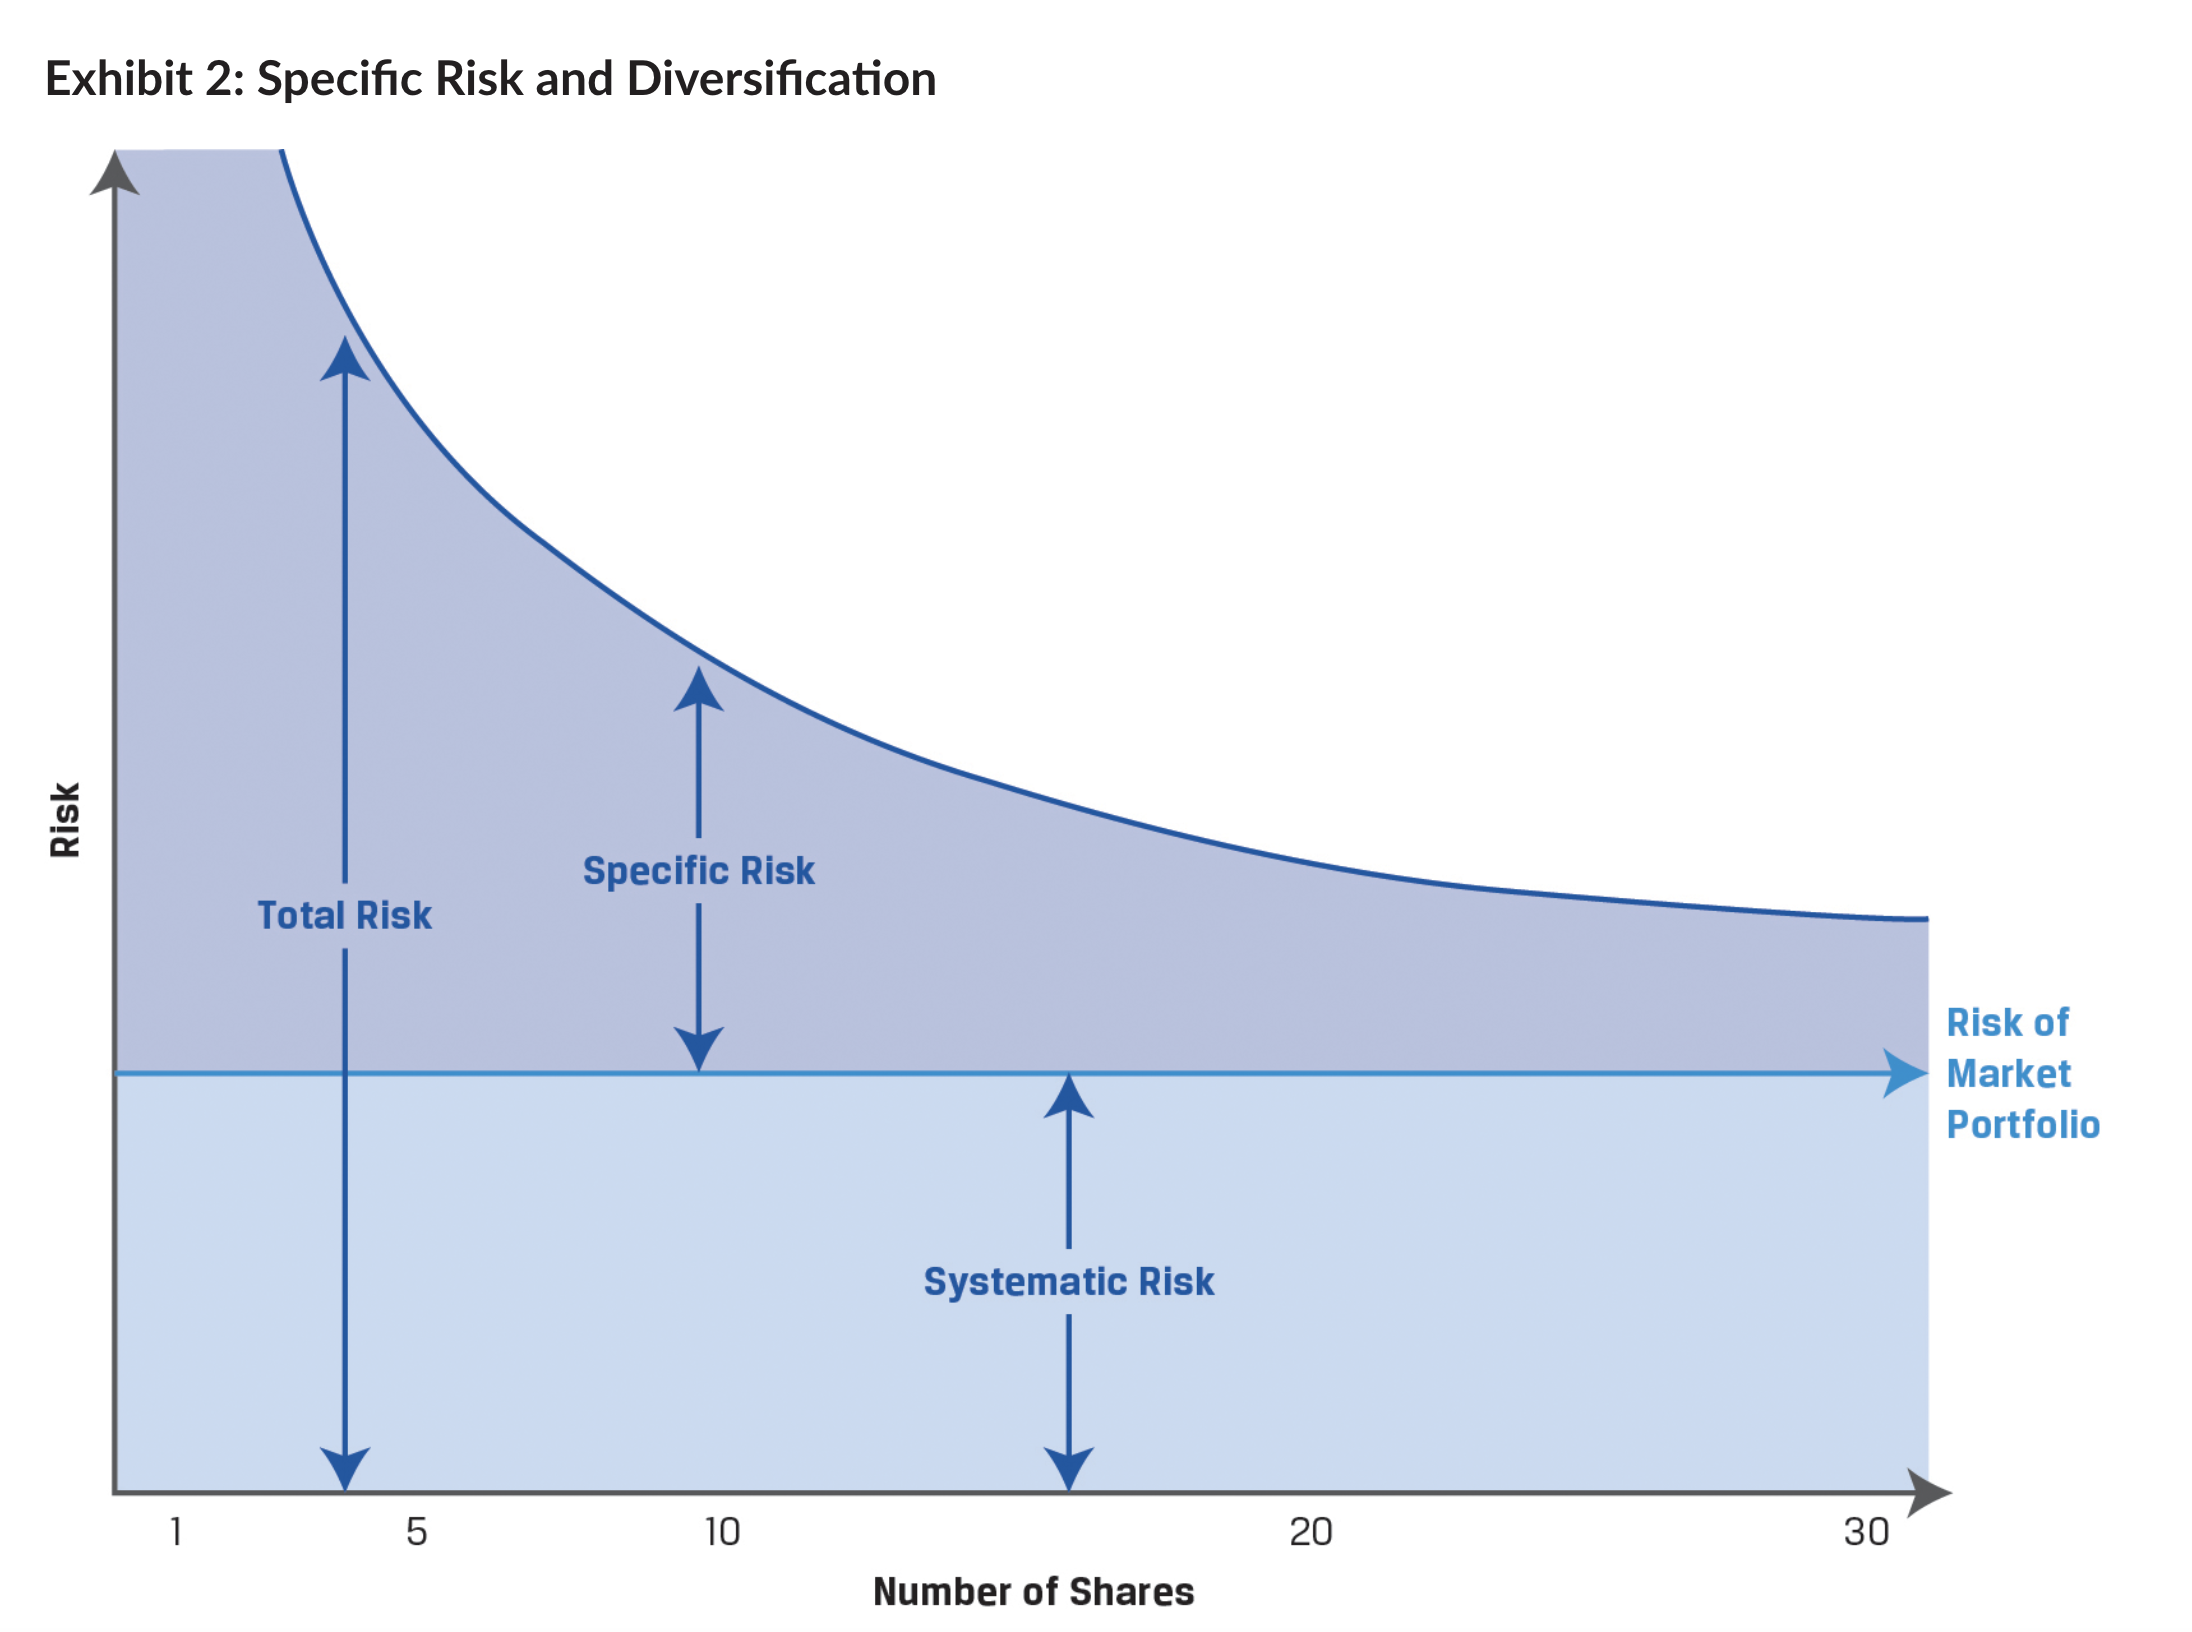 Exhibit 2: Specific Risk and Diversification
Risk
Specific Risk
Total Risk
Risk of
Market
Portfolio
Systematic Risk
1 5 10 20 30
Number of Shares